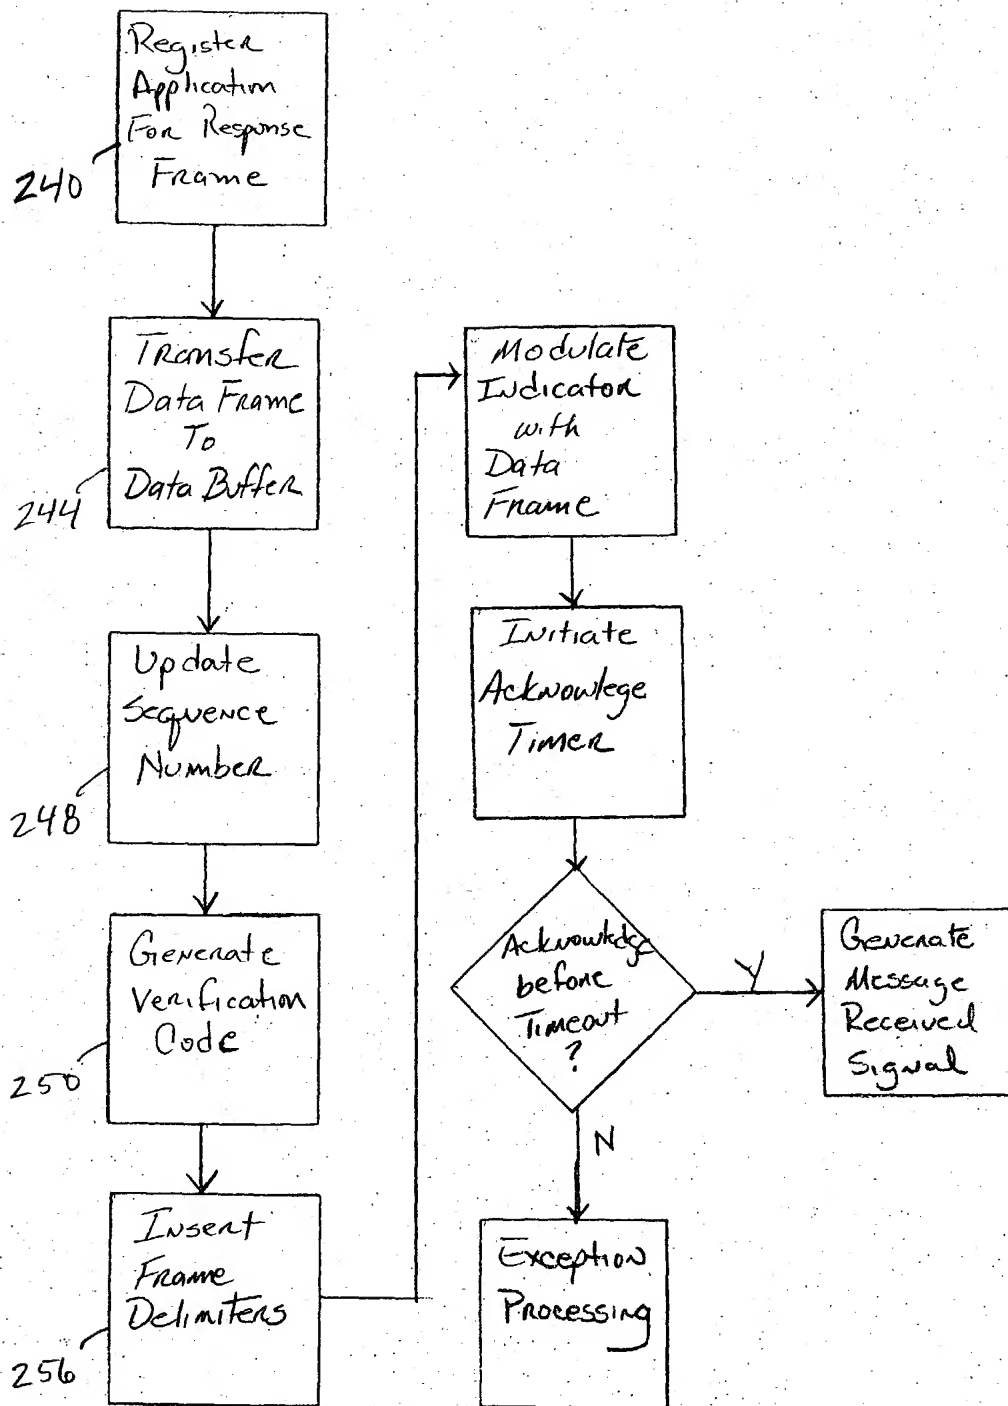 Register
Application
For Response
Frame
240
Transfer
Data Frame
To
Data Buffer
244
Update
Sequence
Number
248
Generate
Verification
Code
250
Insert
Frame
Delimiters
256
Modulate
Indicator
with
Data
Frame
Initiate
Acknowlege
Timer
Acknowledge
before
Timeout
?
Y
N
Generate
Message
Received
Signal
Exception
Processing